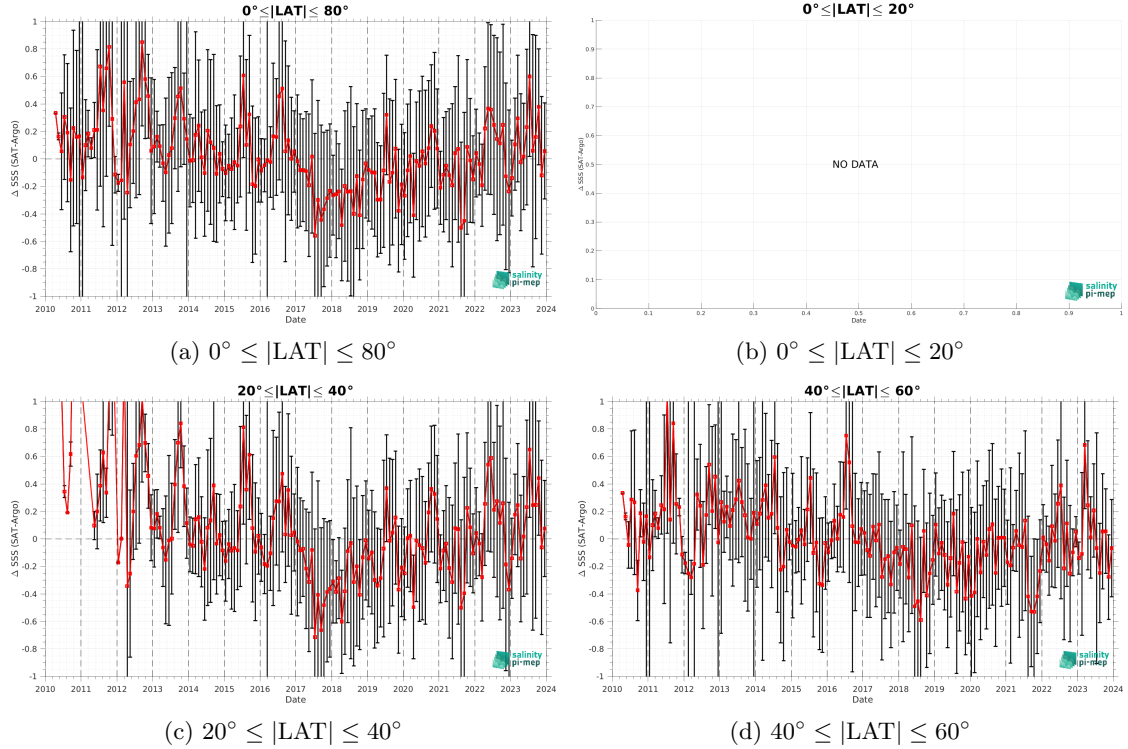 0°≤|LAT|≤ 80°
1
0.8
0.6
0.4
0.2
0
-0.2
-0.4
-0.6
-0.8
-1
Δ SSS (SAT-Argo)
2010 2011 2012 2013 2014 2015 2016 2017 2018 2019 2020 2021 2022 2023 2024
Date
salinity
pi-mep
(a) 0° ≤ |LAT| ≤ 80°
0°≤|LAT|≤ 20°
1
0.9
0.8
0.7
0.6
0.5
0.4
0.3
0.2
0.1
0
Δ SSS (SAT-Argo)
NO DATA
0 0.1 0.2 0.3 0.4 0.5 0.6 0.7 0.8 0.9 1
Date
salinity
pi-mep
(b) 0° ≤ |LAT| ≤ 20°
20°≤|LAT|≤ 40°
1
0.8
0.6
0.4
0.2
0
-0.2
-0.4
-0.6
-0.8
-1
Δ SSS (SAT-Argo)
2010 2011 2012 2013 2014 2015 2016 2017 2018 2019 2020 2021 2022 2023 2024
Date
salinity
pi-mep
(c) 20° ≤ |LAT| ≤ 40°
40°≤|LAT|≤ 60°
1
0.8
0.6
0.4
0.2
0
-0.2
-0.4
-0.6
-0.8
-1
Δ SSS (SAT-Argo)
2010 2011 2012 2013 2014 2015 2016 2017 2018 2019 2020 2021 2022 2023 2024
Date
salinity
pi-mep
(d) 40° ≤ |LAT| ≤ 60°